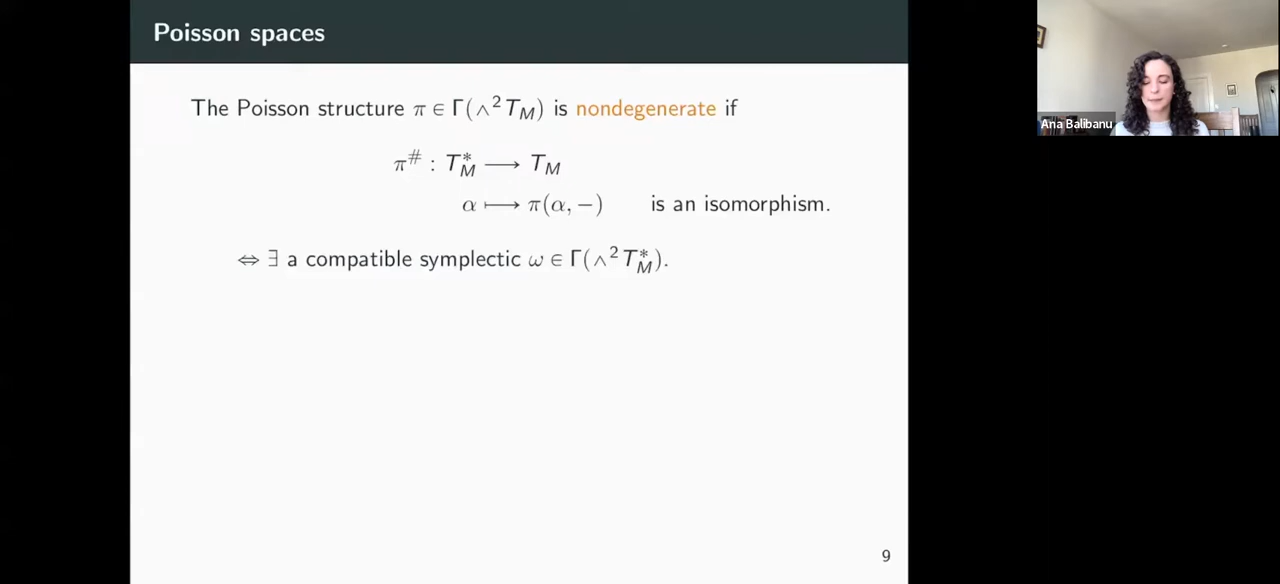 Poisson spaces
The Poisson structure π ∈ Γ(∧²T_M) is nondegenerate if
π^# : T*_M ⟶ T_M
α ⟼ π(α, −) is an isomorphism.
⇔ ∃ a compatible symplectic ω ∈ Γ(∧²T*_M).
9
Ana Balibanu